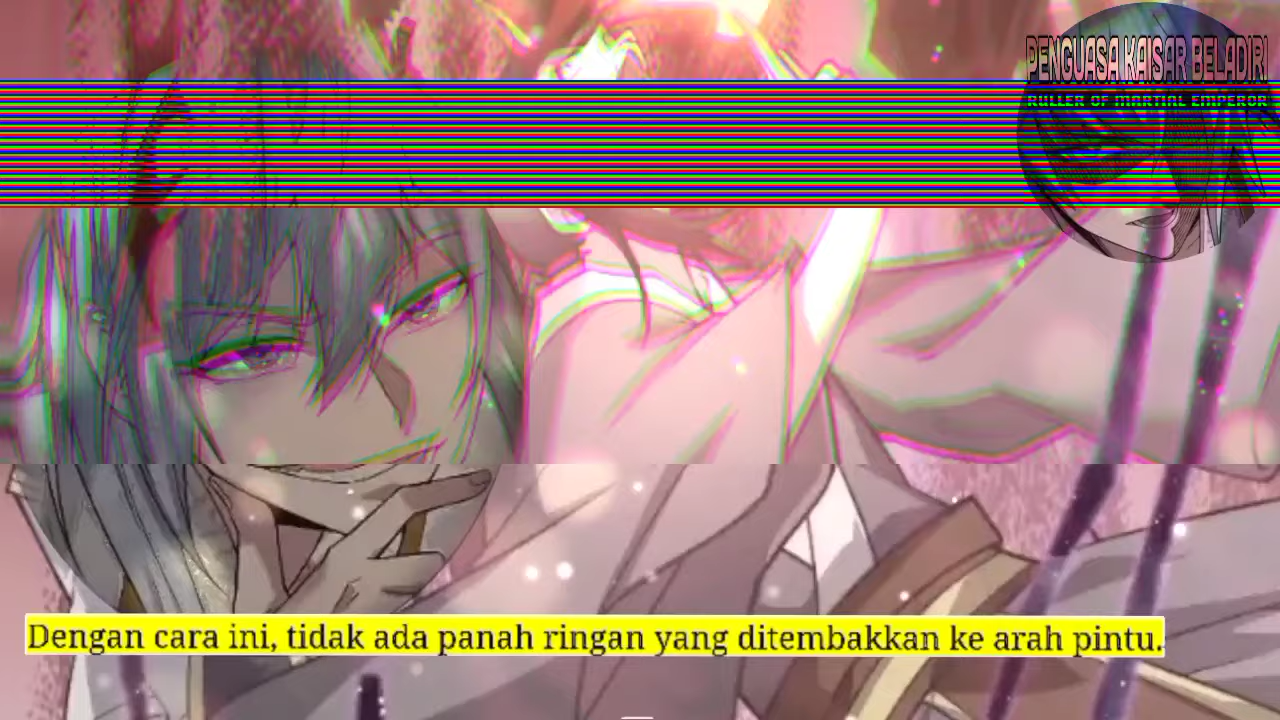 PENGUASA KAISAR BELADIRI
RULLER OF MARTIAL EMPEROR
Dengan cara ini, tidak ada panah ringan yang ditembakkan ke arah pintu.